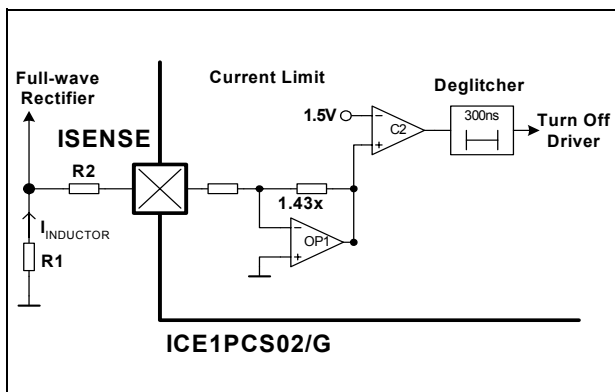 Full-wave
Rectifier
Current Limit
Deglitcher
1.5V
C2
300ns
Turn Off
Driver
ISENSE
R2
1.43x
IINDUCTOR
OP1
R1
ICE1PCS02/G